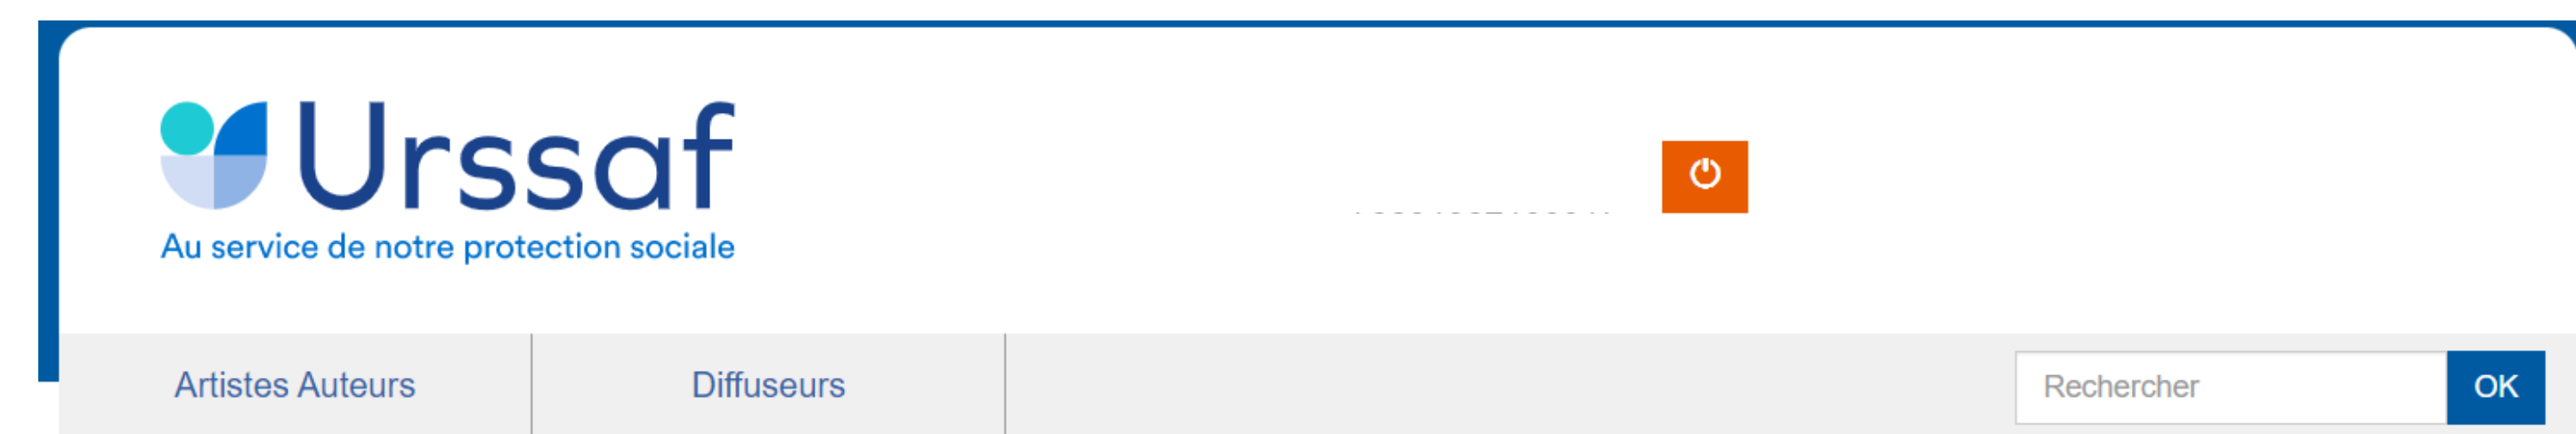 Urssaf
Au service de notre protection sociale
Artistes Auteurs
Diffuseurs
Rechercher
OK